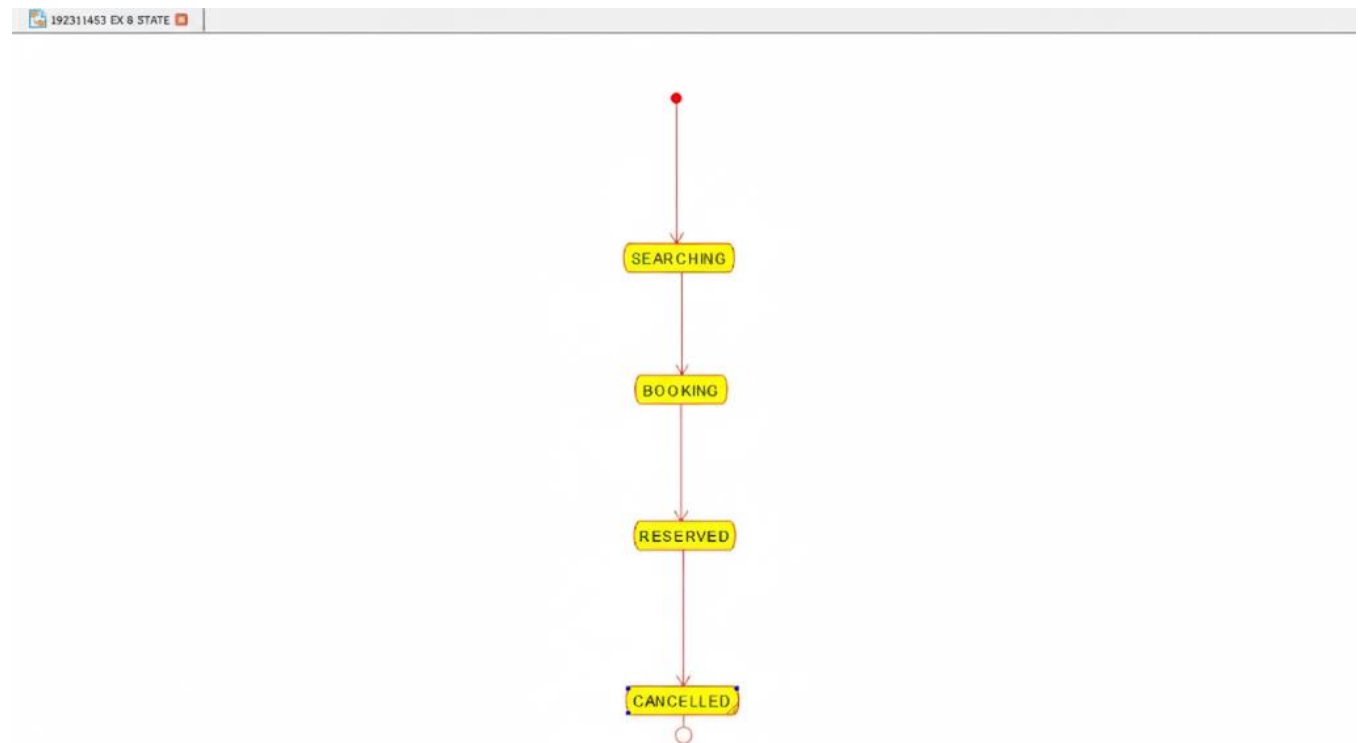 192311453 EX 8 STATE
SEARCHING
BOOKING
RESERVED
CANCELLED